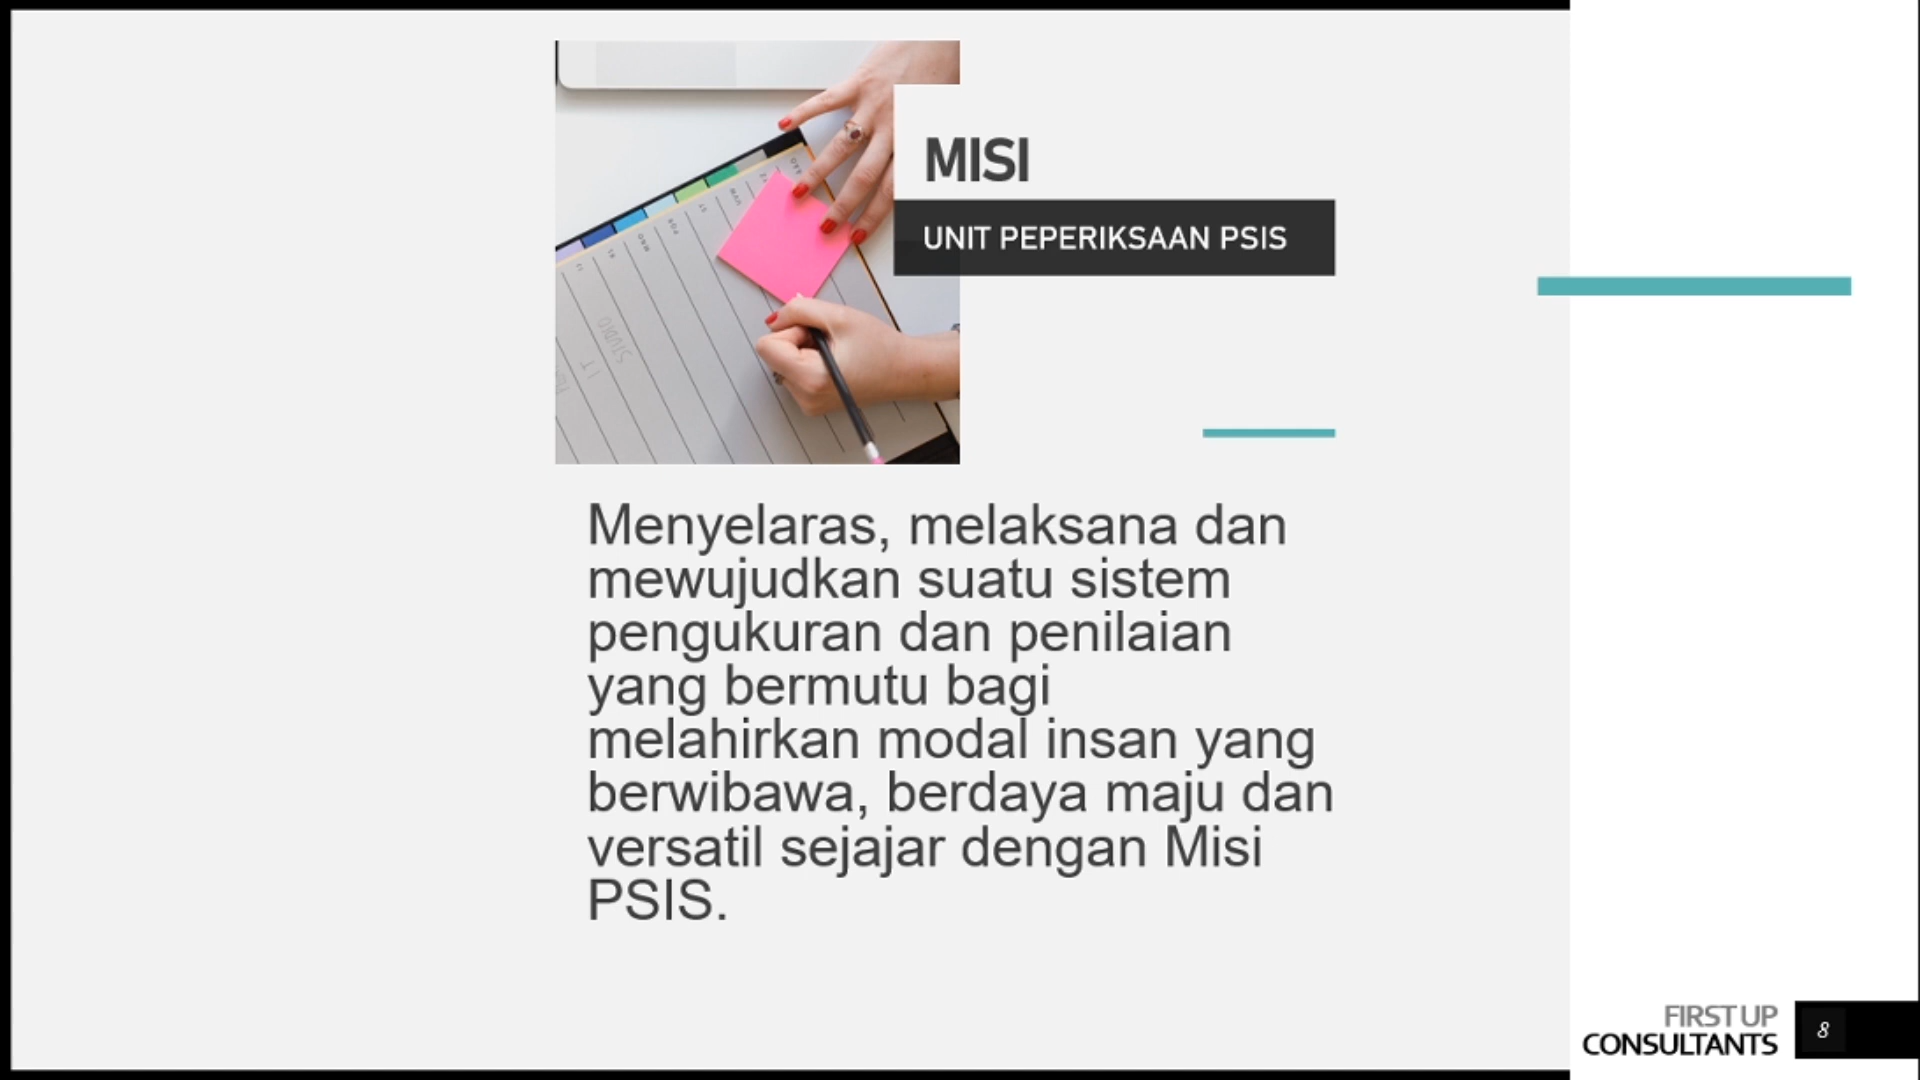 MISI
UNIT PEPERIKSAAN PSIS
STUDIO
Menyelaras, melaksana dan
mewujudkan suatu sistem
pengukuran dan penilaian
yang bermutu bagi
melahirkan modal insan yang
berwibawa, berdaya maju dan
versatil sejajar dengan Misi
PSIS.
FIRST UP
CONSULTANTS
8